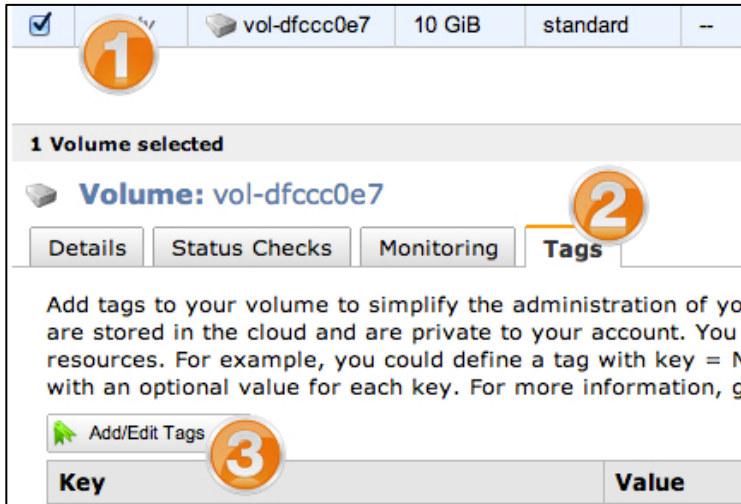 vol-dfccc0e7 10 GiB standard --
1
1 Volume selected
Volume: vol-dfccc0e7
2
Details Status Checks Monitoring Tags
Add tags to your volume to simplify the administration of yo
are stored in the cloud and are private to your account. You
resources. For example, you could define a tag with key = N
with an optional value for each key. For more information, g
Add/Edit Tags
3
Key Value